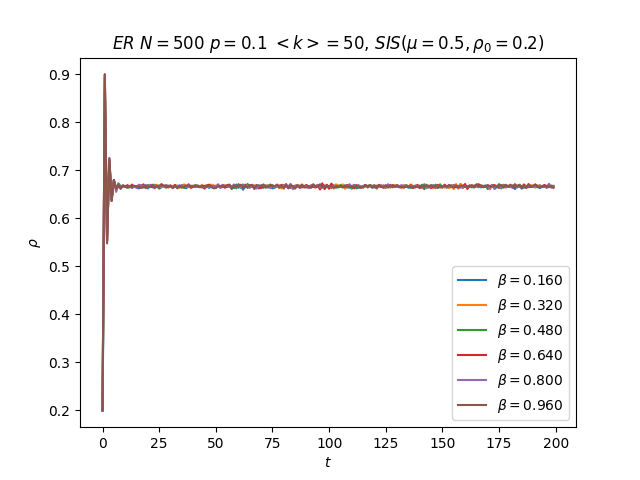 ER N = 500 p = 0.1 < k > = 50, SIS(μ = 0.5, ρ₀ = 0.2)
0.9
0.8
0.7
0.6
0.5
0.4
0.3
0.2
ρ
β = 0.160
β = 0.320
β = 0.480
β = 0.640
β = 0.800
β = 0.960
0 25 50 75 100 125 150 175 200
t